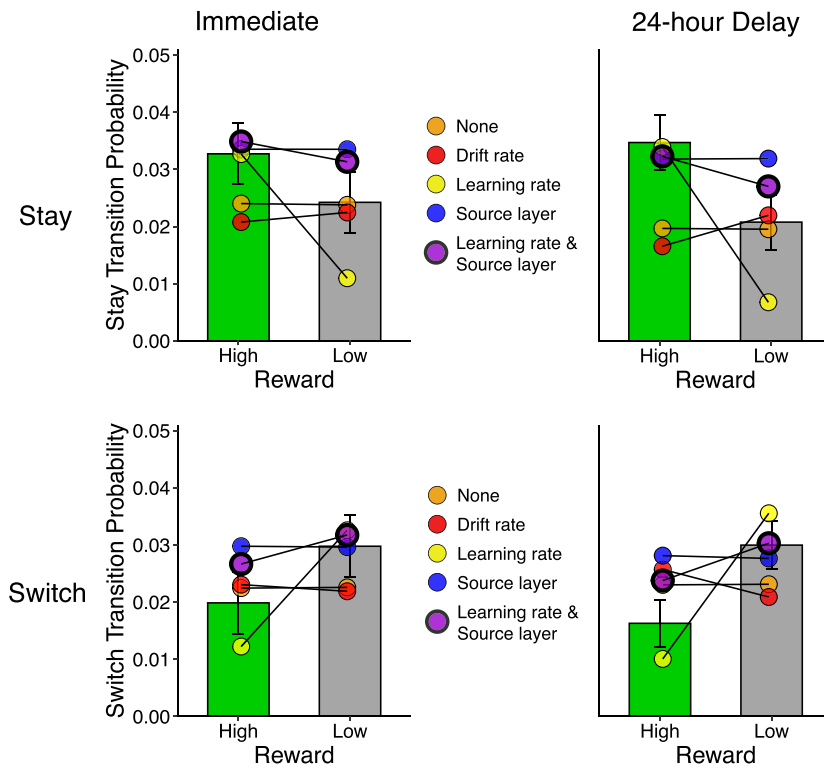 Immediate
24-hour Delay
Stay
Stay Transition Probability
0.05
0.04
0.03
0.02
0.01
0.00
High
Low
Reward
None
Drift rate
Learning rate
Source layer
Learning rate &
Source layer
High
Low
Reward
Switch
Switch Transition Probability
0.05
0.04
0.03
0.02
0.01
0.00
High
Low
Reward
None
Drift rate
Learning rate
Source layer
Learning rate &
Source layer
High
Low
Reward